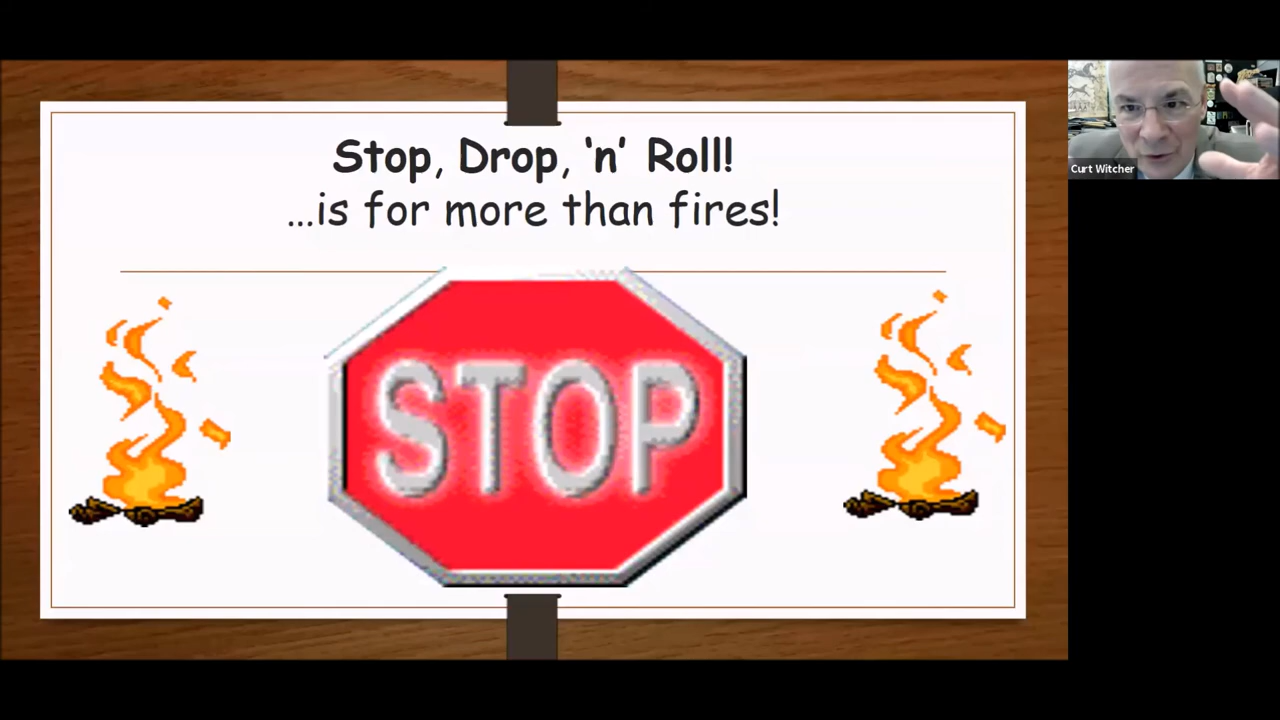 Stop, Drop, ‘n’ Roll!
...is for more than fires!
STOP
Curt Witcher